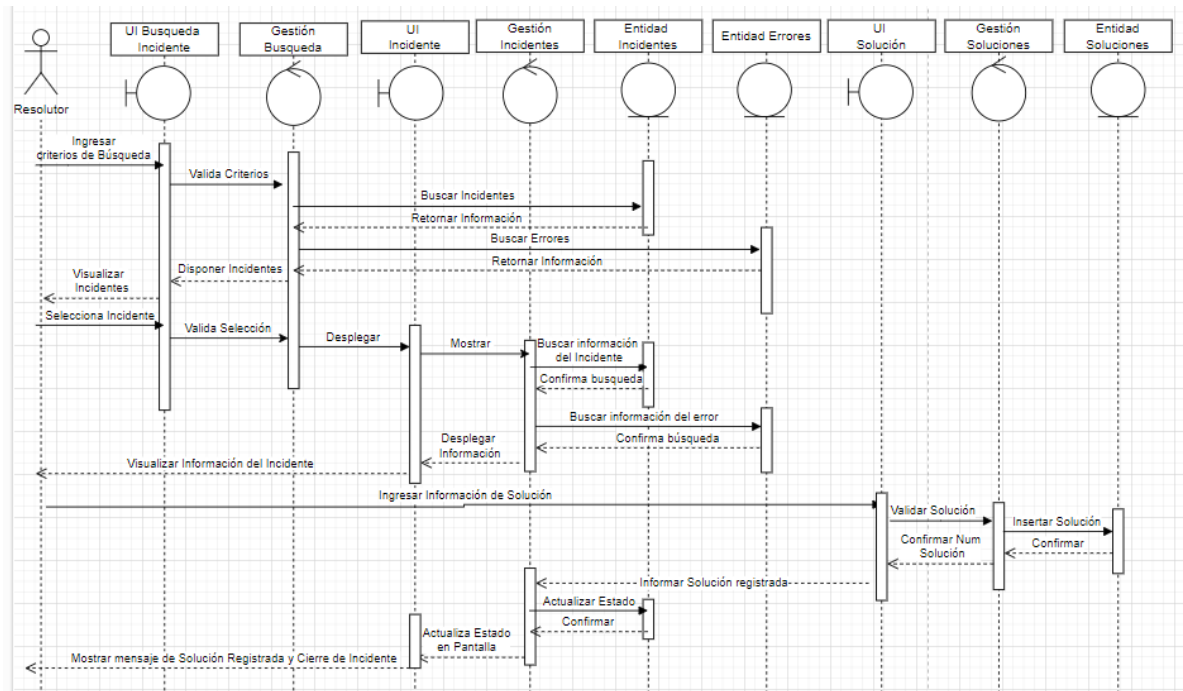 UI Busqueda
Incidente
Gestión
Busqueda
UI
Incidente
Gestión
Incidentes
Entidad
Incidentes
Entidad Errores
UI
Solución
Gestión
Soluciones
Entidad
Soluciones
Resolutor
Ingresar
criterios de Búsqueda
Valida Criterios
Buscar Incidentes
Retornar Información
Buscar Errores
Retornar Información
Disponer Incidentes
Visualizar
Incidentes
Selecciona Incidente
Valida Selección
Desplegar
Mostrar
Buscar información
del Incidente
Confirma busqueda
Buscar información del error
Confirma búsqueda
Desplegar
Información
Visualizar Información del Incidente
Ingresar Información de Solución
Validar Solución
Insertar Solución
Confirmar Num
Solución
Confirmar
Informar Solución registrada
Actualizar Estado
Confirmar
Actualiza Estado
en Pantalla
Mostrar mensaje de Solución Registrada y Cierre de Incidente